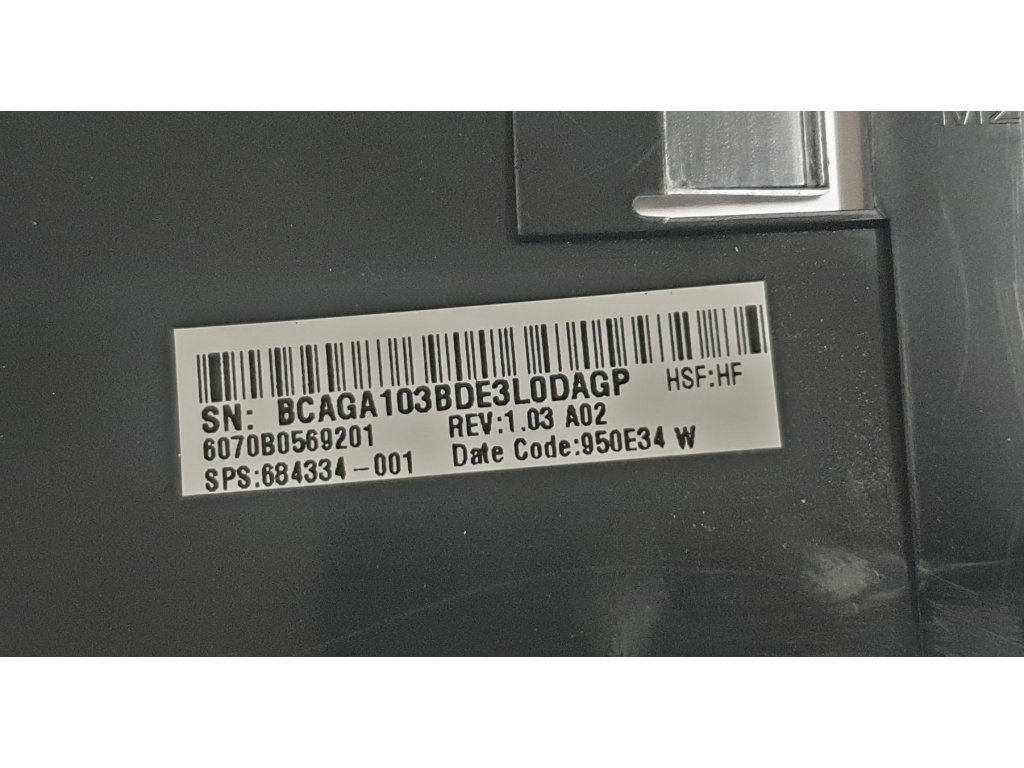 SN: BCAGA103BDE3L0DAGP
HSF:HF
6070B0569201
REV:1.03 A02
SPS:684334-001
Date Code:950E34 W